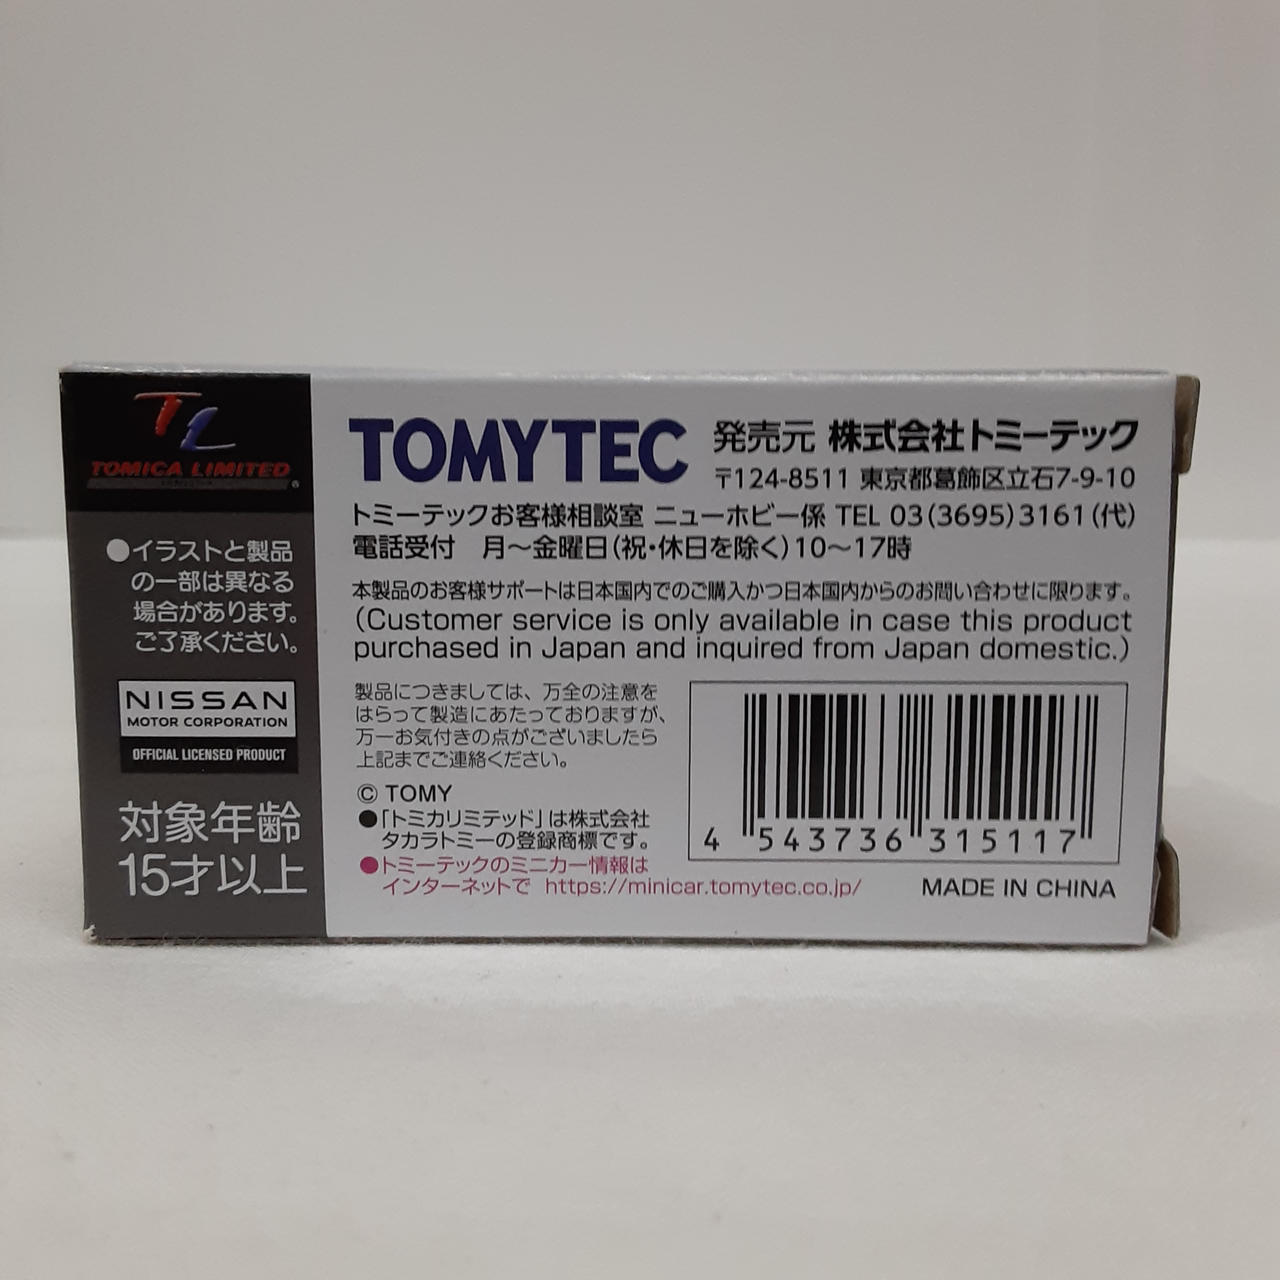 TL
TOMICA LIMITED
●イラストと製品
の一部は異なる
場合があります。
ご了承ください。
NISSAN
MOTOR CORPORATION
OFFICIAL LICENSED PRODUCT
対象年齢
15才以上
TOMYTEC 発売元 株式会社トミーテック
〒124-8511 東京都葛飾区立石7-9-10
トミーテックお客様相談室 ニューホビー係 TEL 03(3695)3161(代)
電話受付 月～金曜日(祝・休日を除く)10～17時
本製品のお客様サポートは日本国内でのご購入かつ日本国内からのお問い合わせに限ります。
(Customer service is only available in case this product
purchased in Japan and inquired from Japan domestic.)
製品につきましては、万全の注意を
はらって製造にあたっておりますが、
万一お気付きの点がございましたら
上記までご連絡ください。
© TOMY
●「トミカリミテッド」は株式会社
タカラトミーの登録商標です。
●トミーテックのミニカー情報は
インターネットで https://minicar.tomytec.co.jp/
4 543736 315117
MADE IN CHINA